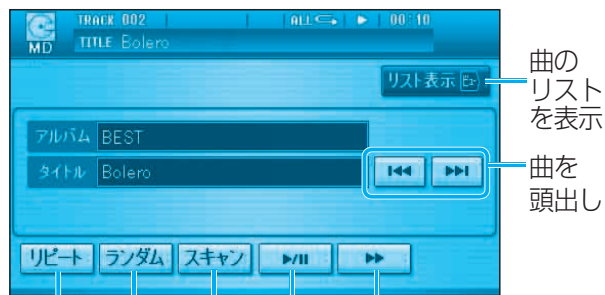 TRACK 002 ALL 00'10
MD TITLE Bolero
リスト表示
曲の
リスト
を表示
アルバム BEST
タイトル Bolero
曲を
頭出し
リピート ランダム スキャン ▶/II ▶▶